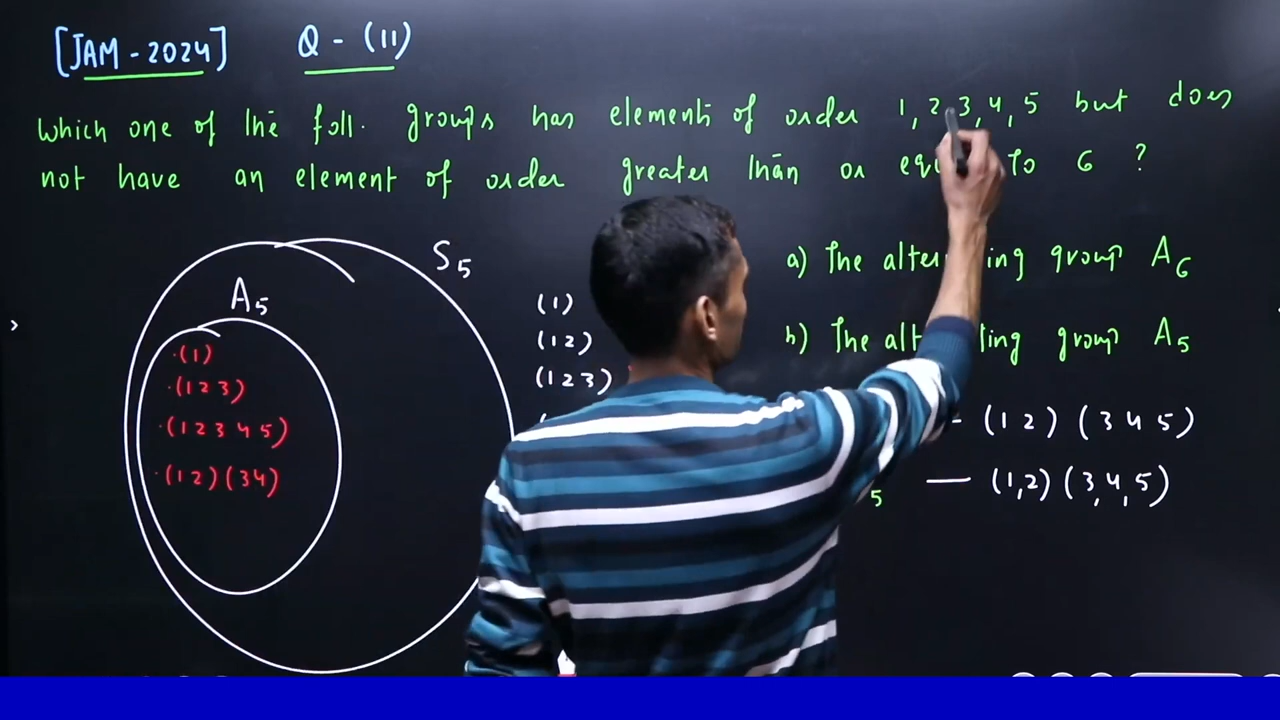 [JAM-2024] Q-(11)
Which one of the foll. groups has elements of order 1,2,3,4,5 but does
not have an element of order greater than or to 6 ?
S5
A5
(1)
(1 2 3)
(1 2 3 4 5)
(1 2)(3 4)
(1)
(1 2)
(1 2 3)
a) The group A6
b) The group A5
- (1 2) (3 4 5)
5 — (1,2) (3,4,5)